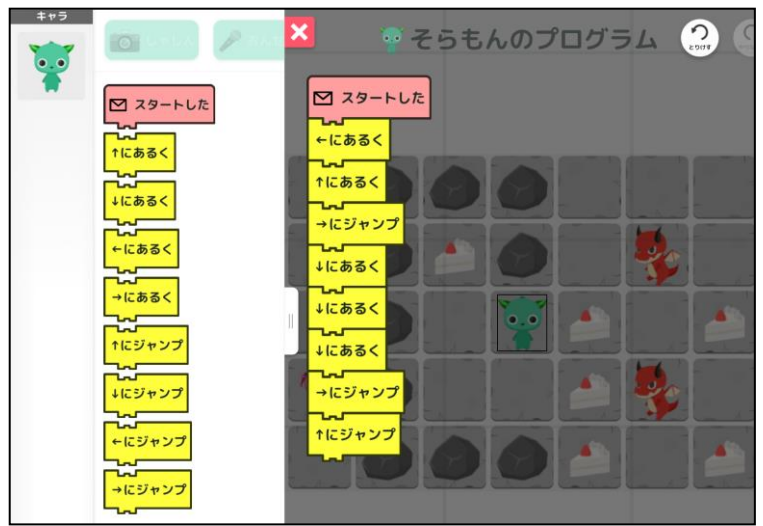 キャラ
そらもんのプログラム
とりけす
スタートした
↑にあるく
↓にあるく
←にあるく
→にあるく
↑にジャンプ
↓にジャンプ
←にジャンプ
→にジャンプ
スタートした
←にあるく
↑にあるく
→にジャンプ
↓にあるく
↓にあるく
↓にあるく
→にジャンプ
↑にジャンプ